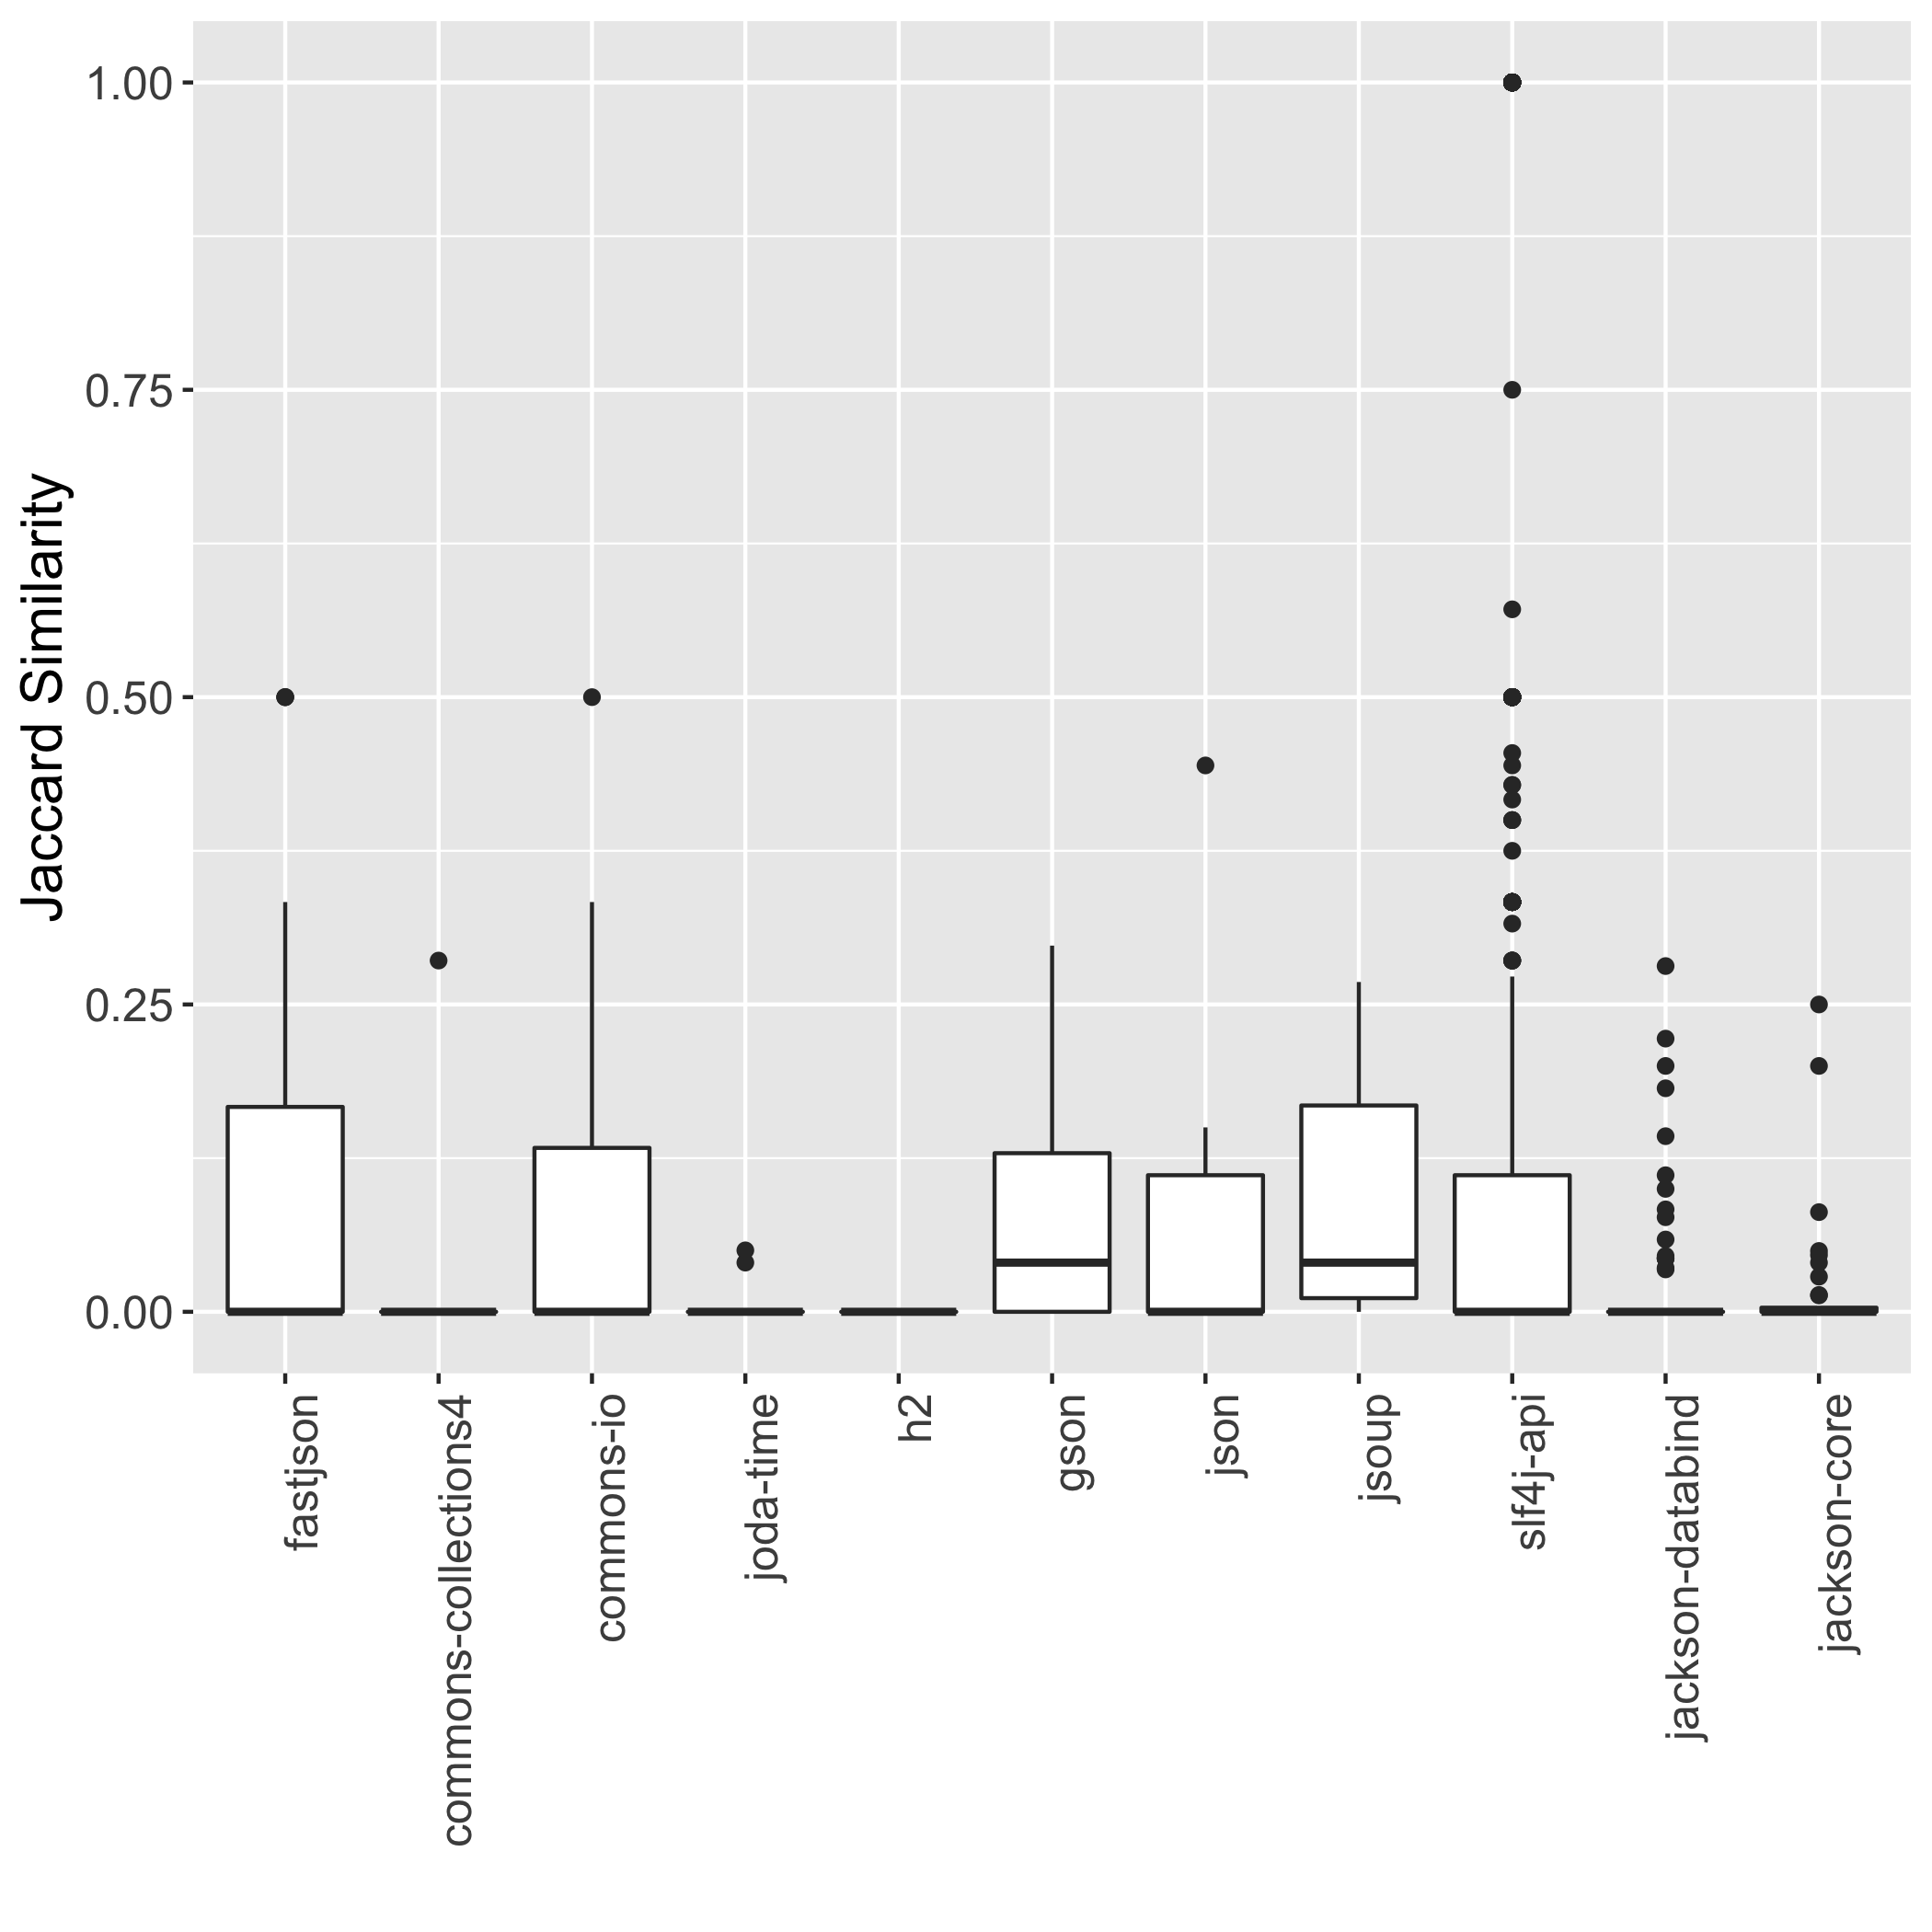 Jaccard Similarity
1.00
0.75
0.50
0.25
0.00
fastjson
commons-collections4
commons-io
joda-time
h2
gson
json
jsoup
slf4j-api
jackson-databind
jackson-core